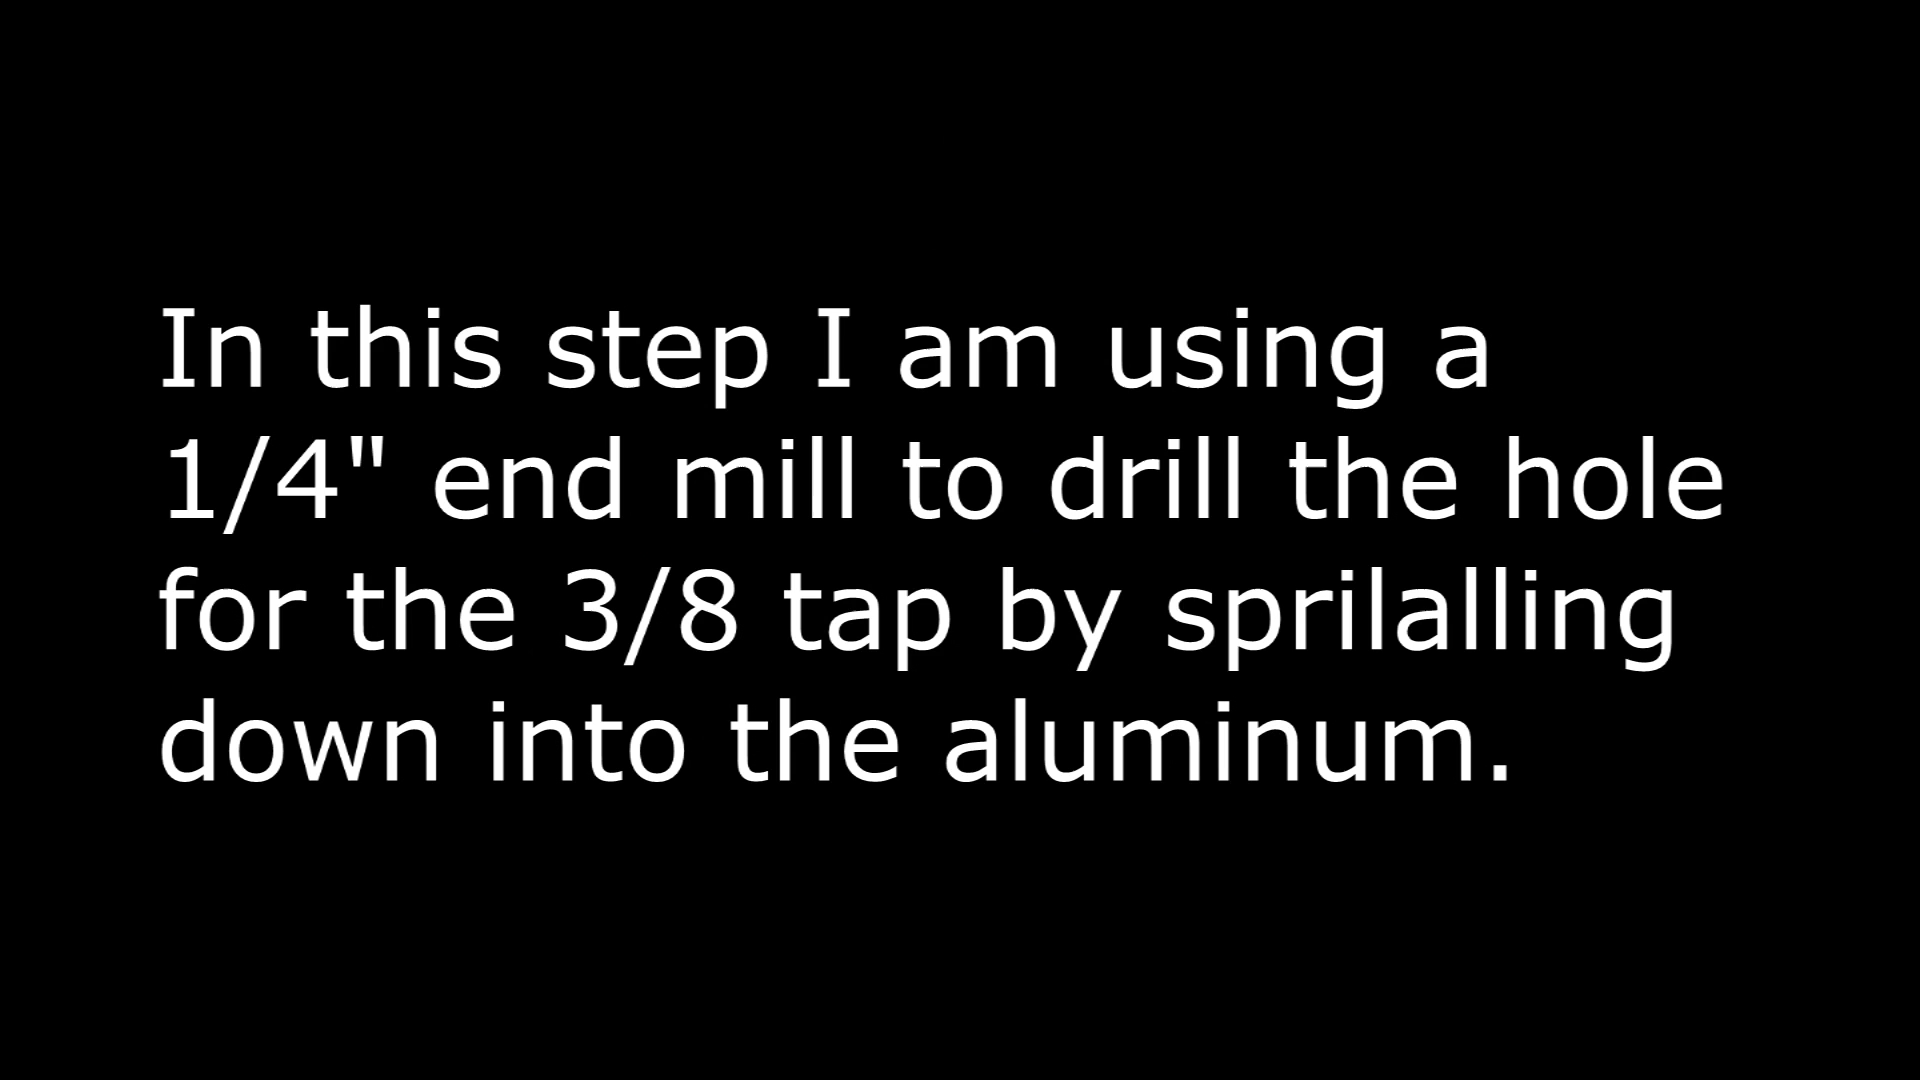 In this step I am using a
1/4" end mill to drill the hole
for the 3/8 tap by sprilalling
down into the aluminum.